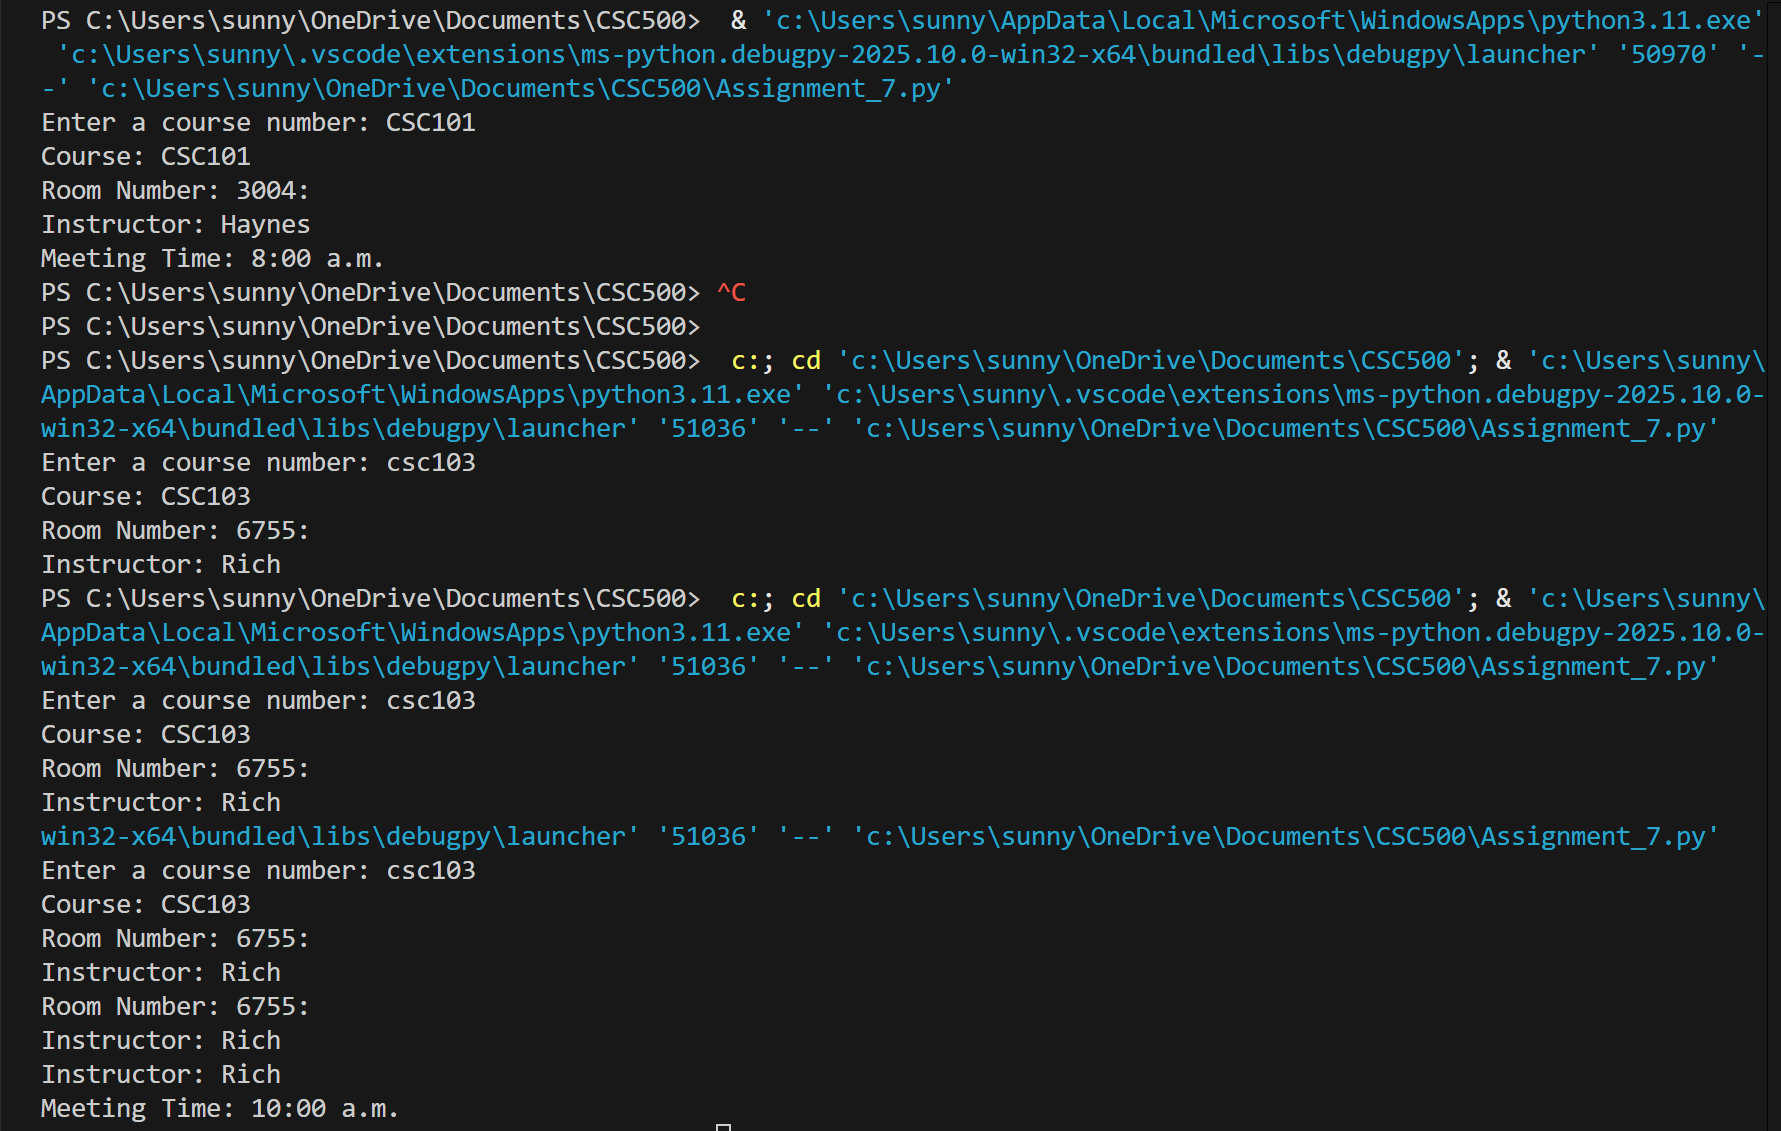 PS C:\Users\sunny\OneDrive\Documents\CSC500>  & 'c:\Users\sunny\AppData\Local\Microsoft\WindowsApps\python3.11.exe'
 'c:\Users\sunny\.vscode\extensions\ms-python.debugpy-2025.10.0-win32-x64\bundled\libs\debugpy\launcher' '50970' '-
-' 'c:\Users\sunny\OneDrive\Documents\CSC500\Assignment_7.py'
Enter a course number: CSC101
Course: CSC101
Room Number: 3004:
Instructor: Haynes
Meeting Time: 8:00 a.m.
PS C:\Users\sunny\OneDrive\Documents\CSC500> ^C
PS C:\Users\sunny\OneDrive\Documents\CSC500>
PS C:\Users\sunny\OneDrive\Documents\CSC500>  c:; cd 'c:\Users\sunny\OneDrive\Documents\CSC500'; & 'c:\Users\sunny\
AppData\Local\Microsoft\WindowsApps\python3.11.exe' 'c:\Users\sunny\.vscode\extensions\ms-python.debugpy-2025.10.0-
win32-x64\bundled\libs\debugpy\launcher' '51036' '--' 'c:\Users\sunny\OneDrive\Documents\CSC500\Assignment_7.py'
Enter a course number: csc103
Course: CSC103
Room Number: 6755:
Instructor: Rich
PS C:\Users\sunny\OneDrive\Documents\CSC500>  c:; cd 'c:\Users\sunny\OneDrive\Documents\CSC500'; & 'c:\Users\sunny\
AppData\Local\Microsoft\WindowsApps\python3.11.exe' 'c:\Users\sunny\.vscode\extensions\ms-python.debugpy-2025.10.0-
win32-x64\bundled\libs\debugpy\launcher' '51036' '--' 'c:\Users\sunny\OneDrive\Documents\CSC500\Assignment_7.py'
Enter a course number: csc103
Course: CSC103
Room Number: 6755:
Instructor: Rich
win32-x64\bundled\libs\debugpy\launcher' '51036' '--' 'c:\Users\sunny\OneDrive\Documents\CSC500\Assignment_7.py'
Enter a course number: csc103
Course: CSC103
Room Number: 6755:
Instructor: Rich
Room Number: 6755:
Instructor: Rich
Instructor: Rich
Meeting Time: 10:00 a.m.